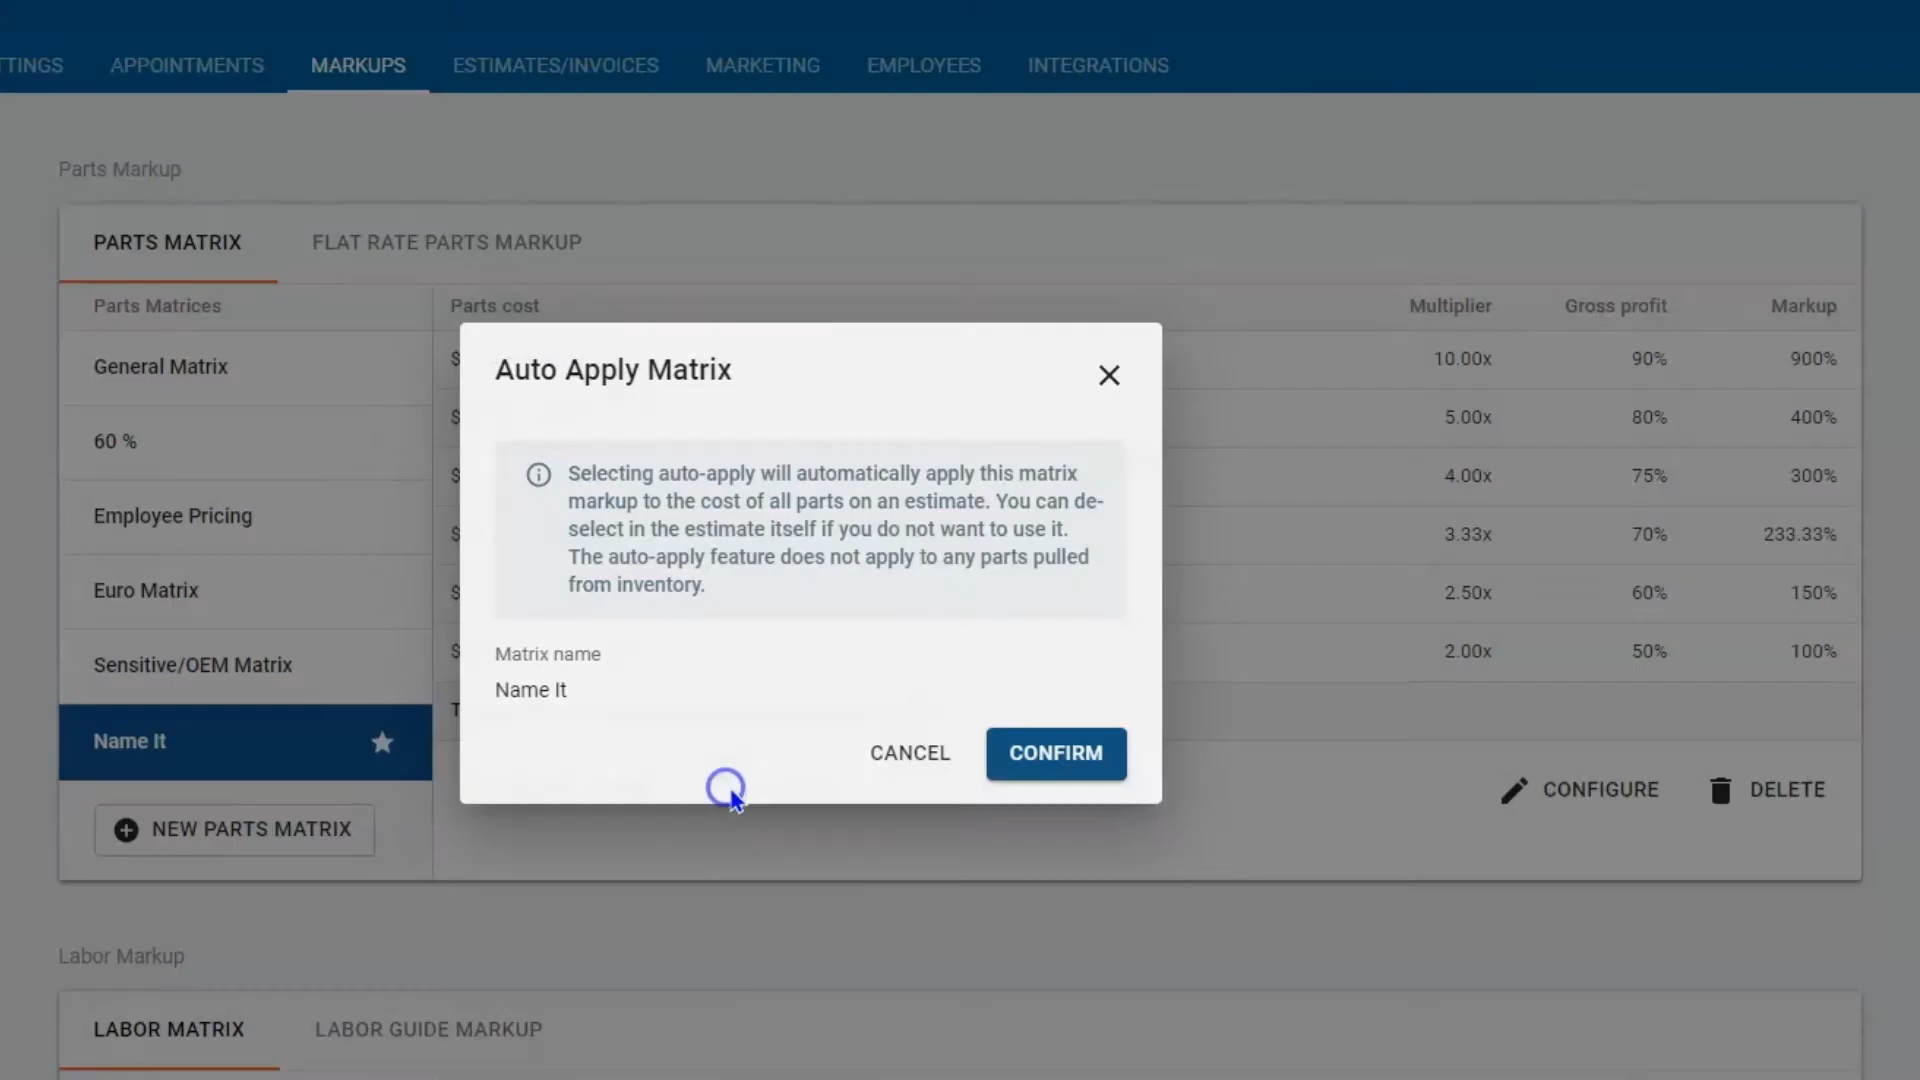 TTINGS APPOINTMENTS MARKUPS ESTIMATES/INVOICES MARKETING EMPLOYEES INTEGRATIONS
Parts Markup
PARTS MATRIX FLAT RATE PARTS MARKUP
Parts Matrices Parts cost Multiplier Gross profit Markup
General Matrix
60 %
Employee Pricing
Euro Matrix
Sensitive/OEM Matrix
Name It
NEW PARTS MATRIX
$ 10.00x 90% 900%
$ 5.00x 80% 400%
$ 4.00x 75% 300%
$ 3.33x 70% 233.33%
$ 2.50x 60% 150%
$ 2.00x 50% 100%
T
Auto Apply Matrix
Selecting auto-apply will automatically apply this matrix
markup to the cost of all parts on an estimate. You can de-
select in the estimate itself if you do not want to use it.
The auto-apply feature does not apply to any parts pulled
from inventory.
Matrix name
Name It
CANCEL CONFIRM
CONFIGURE DELETE
Labor Markup
LABOR MATRIX LABOR GUIDE MARKUP